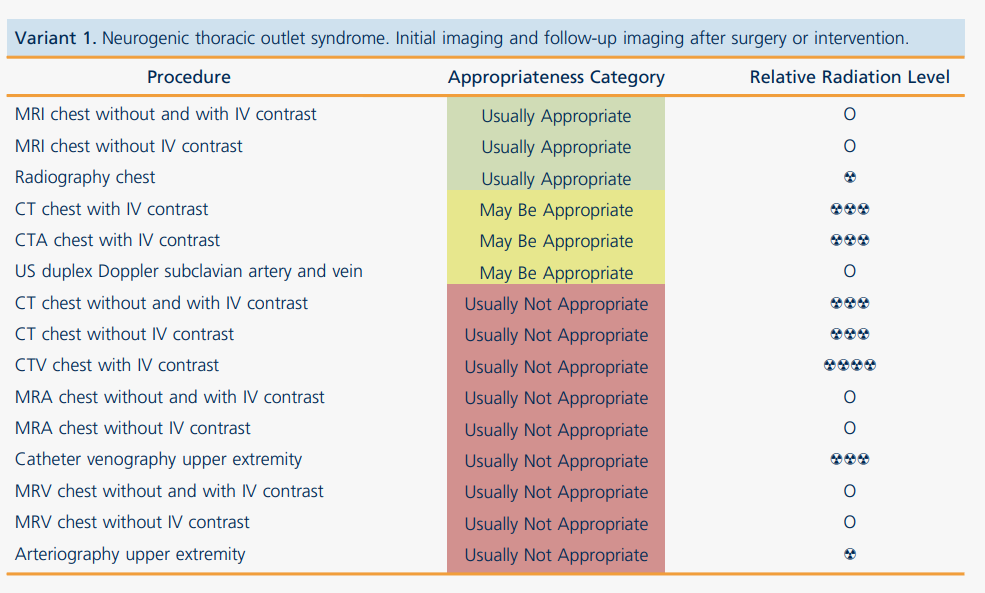 Variant 1. Neurogenic thoracic outlet syndrome. Initial imaging and follow-up imaging after surgery or intervention.
Procedure Appropriateness Category Relative Radiation Level
MRI chest without and with IV contrast Usually Appropriate O
MRI chest without IV contrast Usually Appropriate O
Radiography chest Usually Appropriate ☢
CT chest with IV contrast May Be Appropriate ☢☢☢
CTA chest with IV contrast May Be Appropriate ☢☢☢
US duplex Doppler subclavian artery and vein May Be Appropriate O
CT chest without and with IV contrast Usually Not Appropriate ☢☢☢
CT chest without IV contrast Usually Not Appropriate ☢☢☢
CTV chest with IV contrast Usually Not Appropriate ☢☢☢☢
MRA chest without and with IV contrast Usually Not Appropriate O
MRA chest without IV contrast Usually Not Appropriate O
Catheter venography upper extremity Usually Not Appropriate ☢☢☢
MRV chest without and with IV contrast Usually Not Appropriate O
MRV chest without IV contrast Usually Not Appropriate O
Arteriography upper extremity Usually Not Appropriate ☢